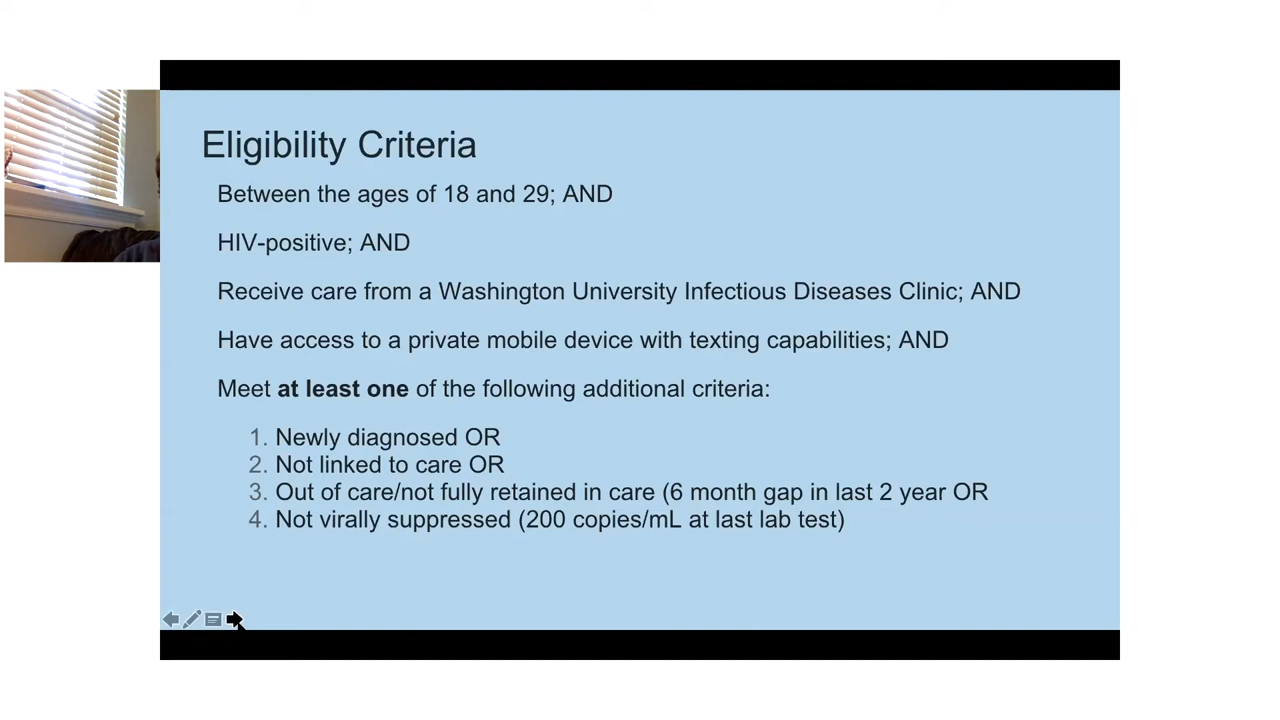 Eligibility Criteria
Between the ages of 18 and 29; AND
HIV-positive; AND
Receive care from a Washington University Infectious Diseases Clinic; AND
Have access to a private mobile device with texting capabilities; AND
Meet at least one of the following additional criteria:
1. Newly diagnosed OR
2. Not linked to care OR
3. Out of care/not fully retained in care (6 month gap in last 2 year OR
4. Not virally suppressed (200 copies/mL at last lab test)